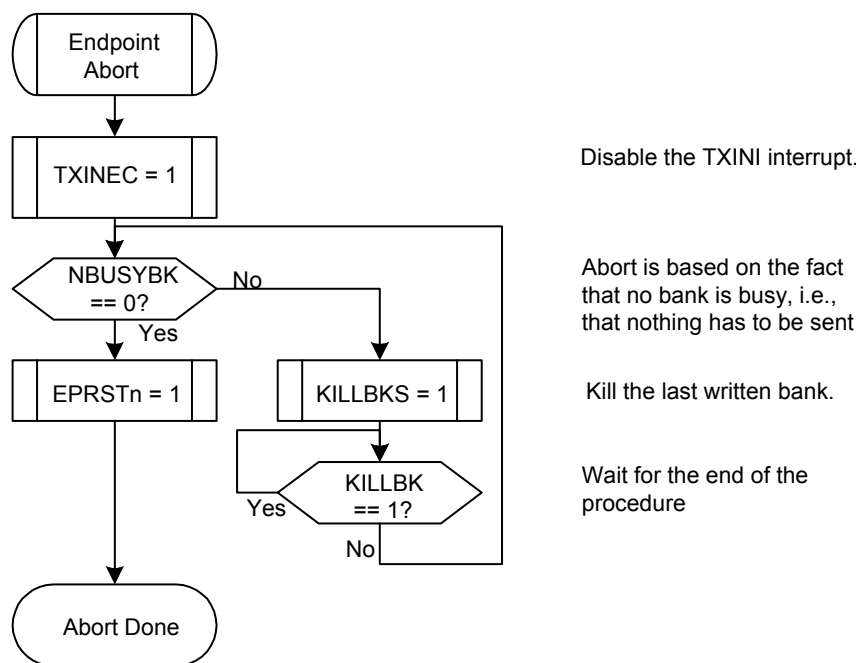 Endpoint
Abort
TXINEC = 1
Disable the TXINI interrupt.
NBUSYBK
== 0?
No
Yes
Abort is based on the fact
that no bank is busy, i.e.,
that nothing has to be sent
EPRSTn = 1
KILLBKS = 1
Kill the last written bank.
KILLBK
== 1?
Yes
No
Wait for the end of the
procedure
Abort Done